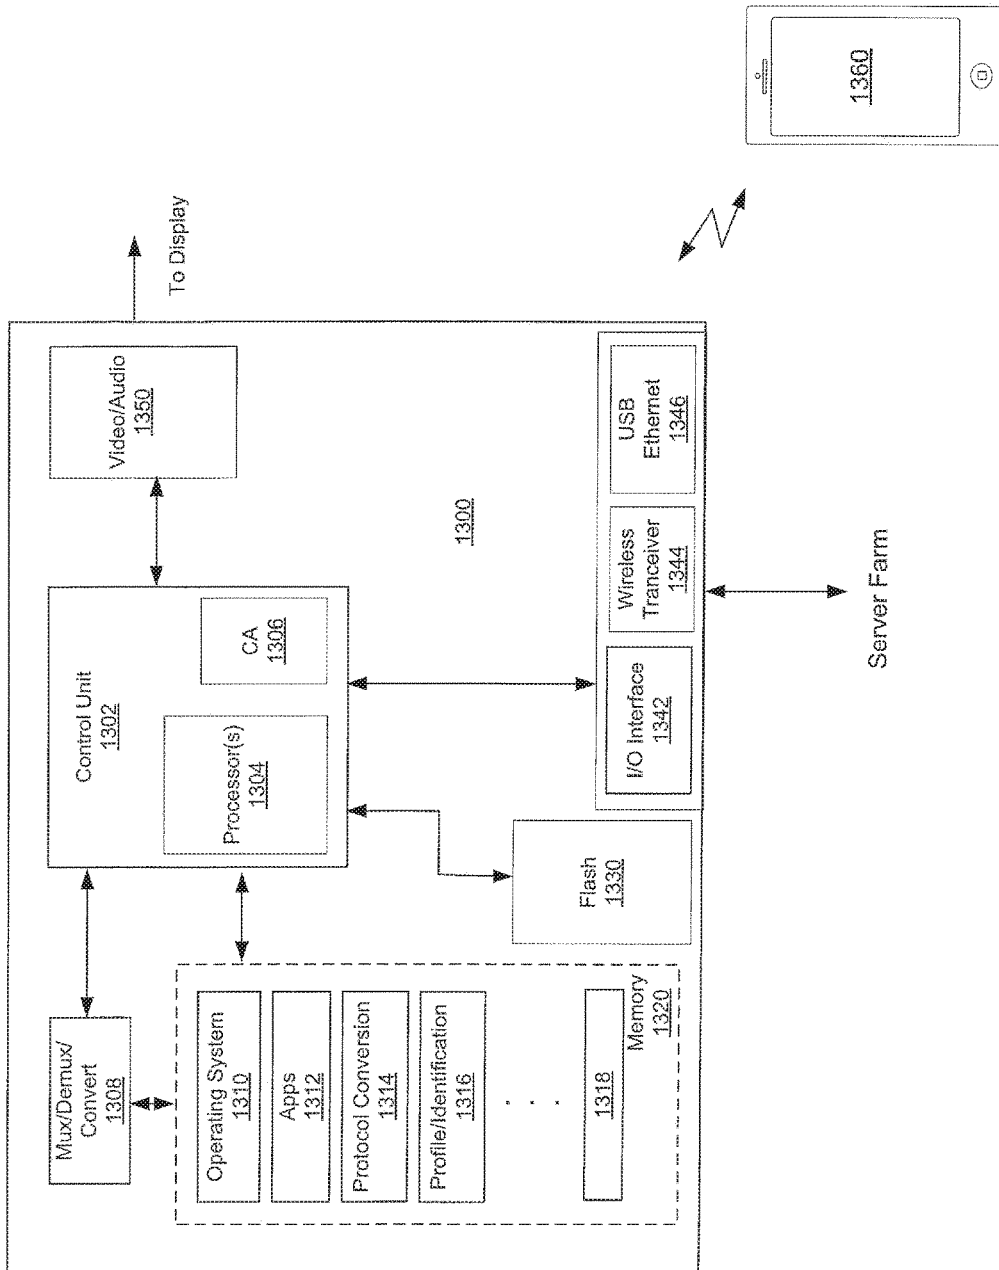 Mux/Demux/
Convert
1308
Operating System
1310
Apps
1312
Protocol Conversion
1314
Profile/Identification
1316
. . .
1318
Memory
1320
Control Unit
1302
Processor(s)
1304
CA
1306
Flash
1330
Video/Audio
1350
To Display
1300
I/O Interface
1342
Wireless
Tranceiver
1344
USB
Ethernet
1346
Server Farm
1360